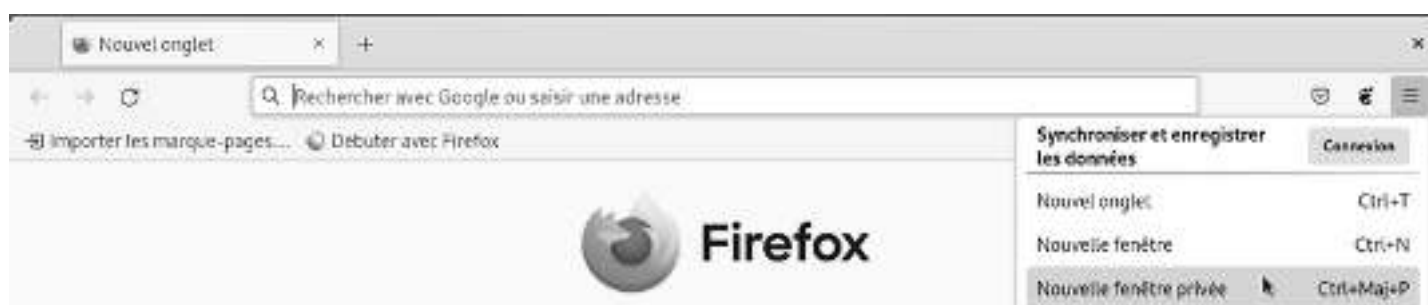 Nouvel onglet
Rechercher avec Google ou saisir une adresse
Importer les marque-pages... Débuter avec Firefox
Synchroniser et enregistrer
les données
Connexion
Nouvel onglet Ctrl+T
Nouvelle fenêtre Ctrl+N
Nouvelle fenêtre privée Ctrl+Maj+P
Firefox